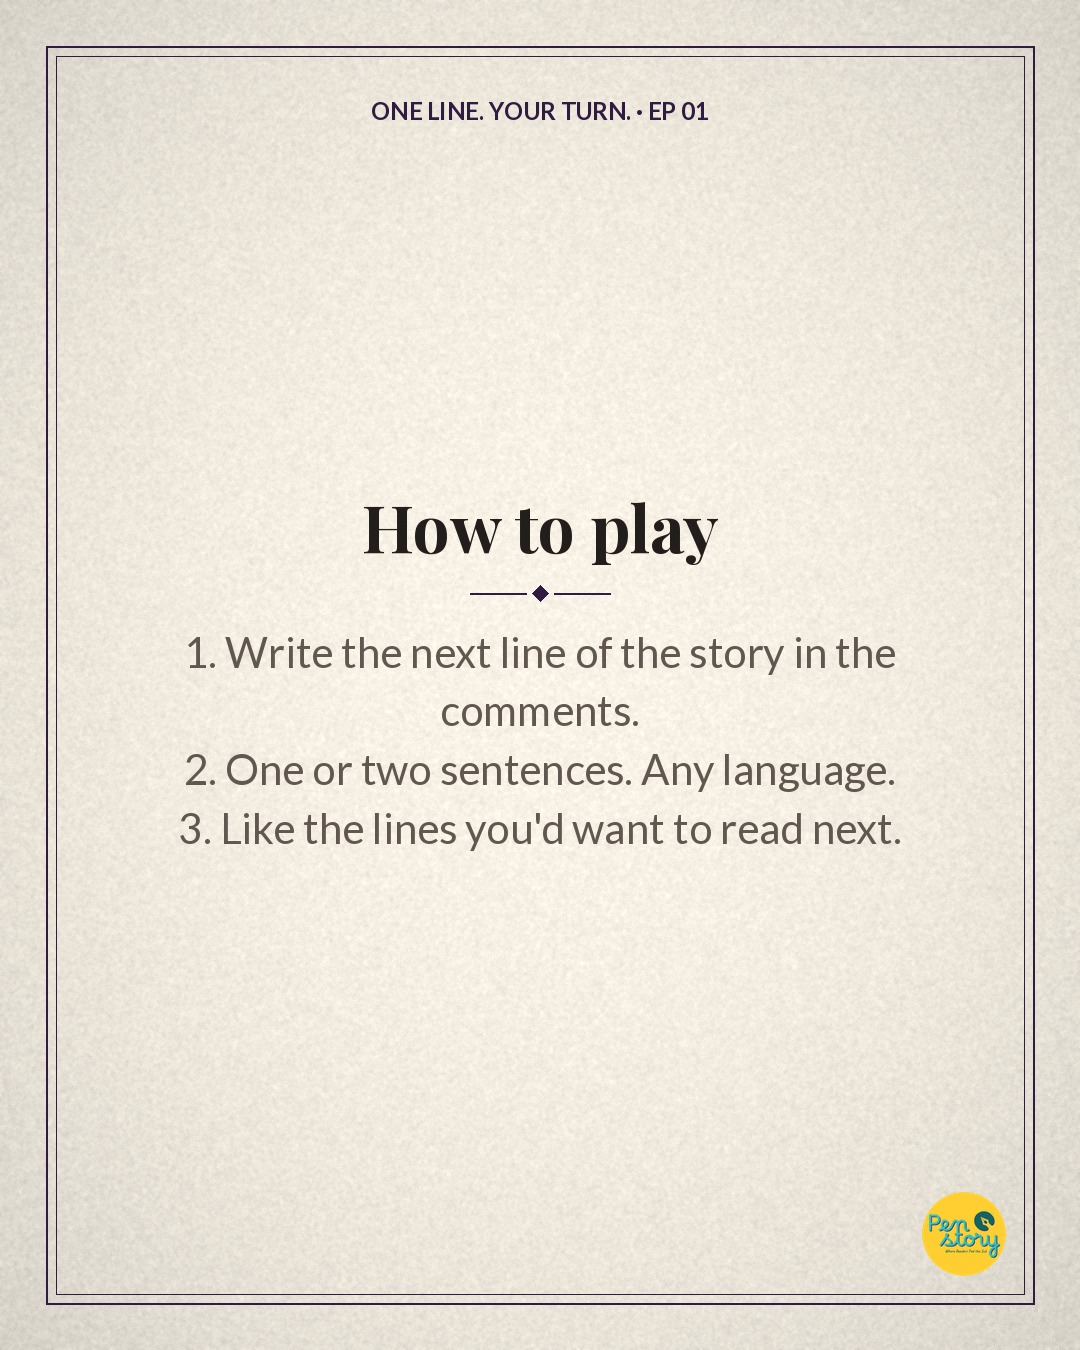 ONE LINE. YOUR TURN. • EP 01
How to play
1. Write the next line of the story in the
comments.
2. One or two sentences. Any language.
3. Like the lines you'd want to read next.
Pen
story